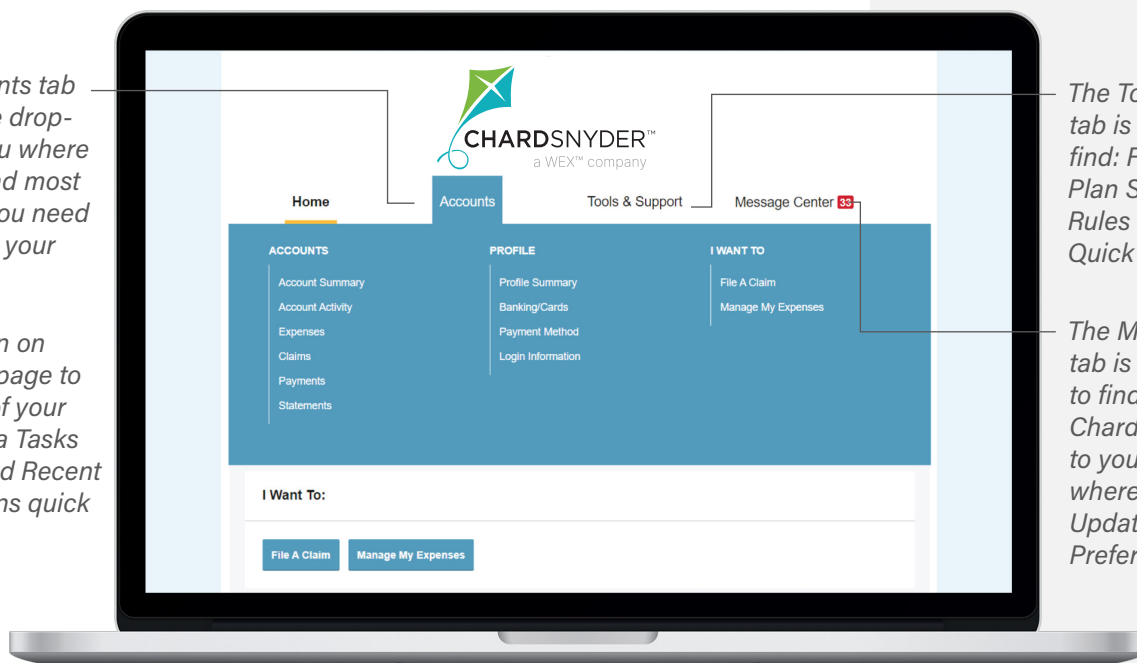 nts tab
e drop-
u where
nd most
ou need
your
n on
page to
of your
a Tasks
d Recent
ns quick
CHARDSNYDER™
a WEX™ company
Home Accounts Tools & Support Message Center 33
ACCOUNTS
Account Summary
Account Activity
Expenses
Claims
Payments
Statements
PROFILE
Profile Summary
Banking/Cards
Payment Method
Login Information
I WANT TO
File A Claim
Manage My Expenses
I Want To:
File A Claim Manage My Expenses
The To
tab is
find: F
Plan S
Rules
Quick
The M
tab is
to find
Chard
to you
where
Updat
Prefer